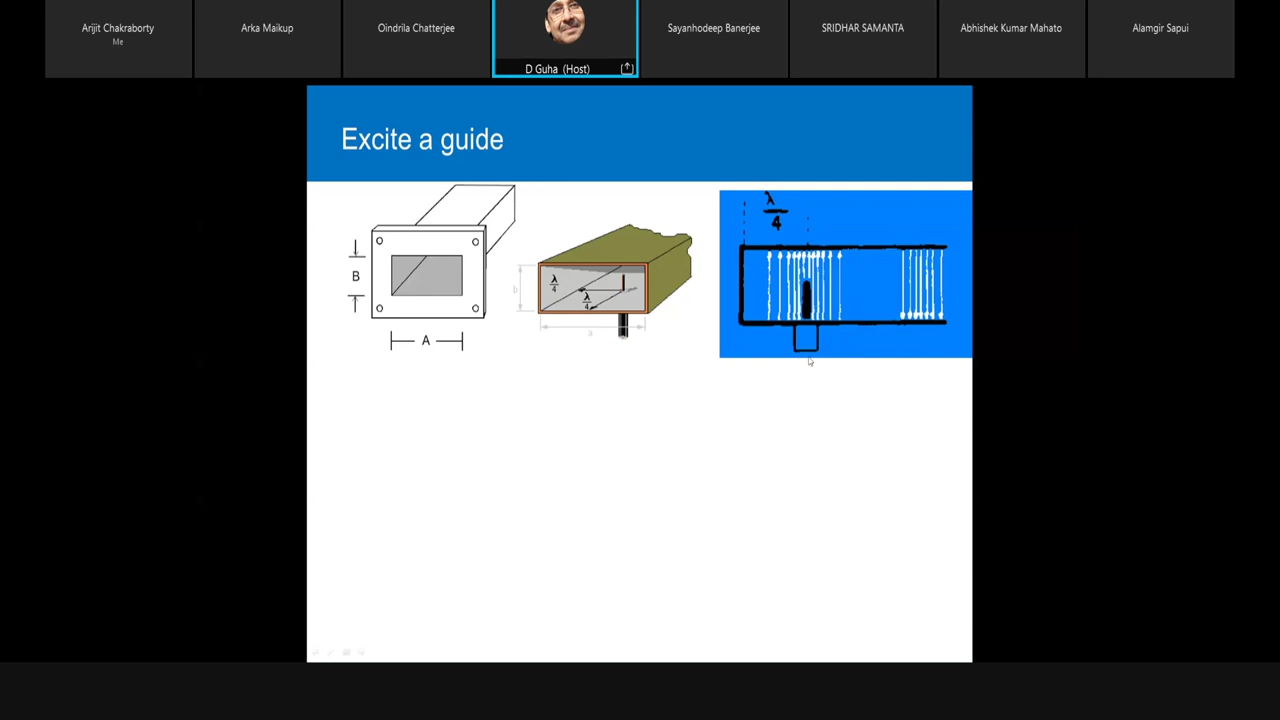 Arijit Chakraborty
Me
Arka Maikup
Oindrila Chatterjee
D Guha (Host)
Sayanhodeep Banerjee
SRIDHAR SAMANTA
Abhishek Kumar Mahato
Alamgir Sapui
Excite a guide
B
A
b
λ
4
λ
4
a
λ
4